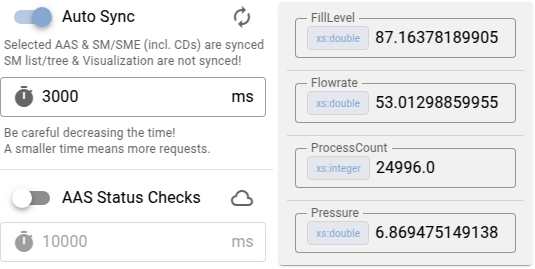 Auto Sync
Selected AAS & SM/SME (incl. CDs) are synced
SM list/tree & Visualization are not synced!
3000 ms
Be careful decreasing the time!
A smaller time means more requests.
AAS Status Checks
10000 ms
FillLevel
xs:double 87.16378189905
Flowrate
xs:double 53.01298859955
ProcessCount
xs:integer 24996.0
Pressure
xs:double 6.869475149138